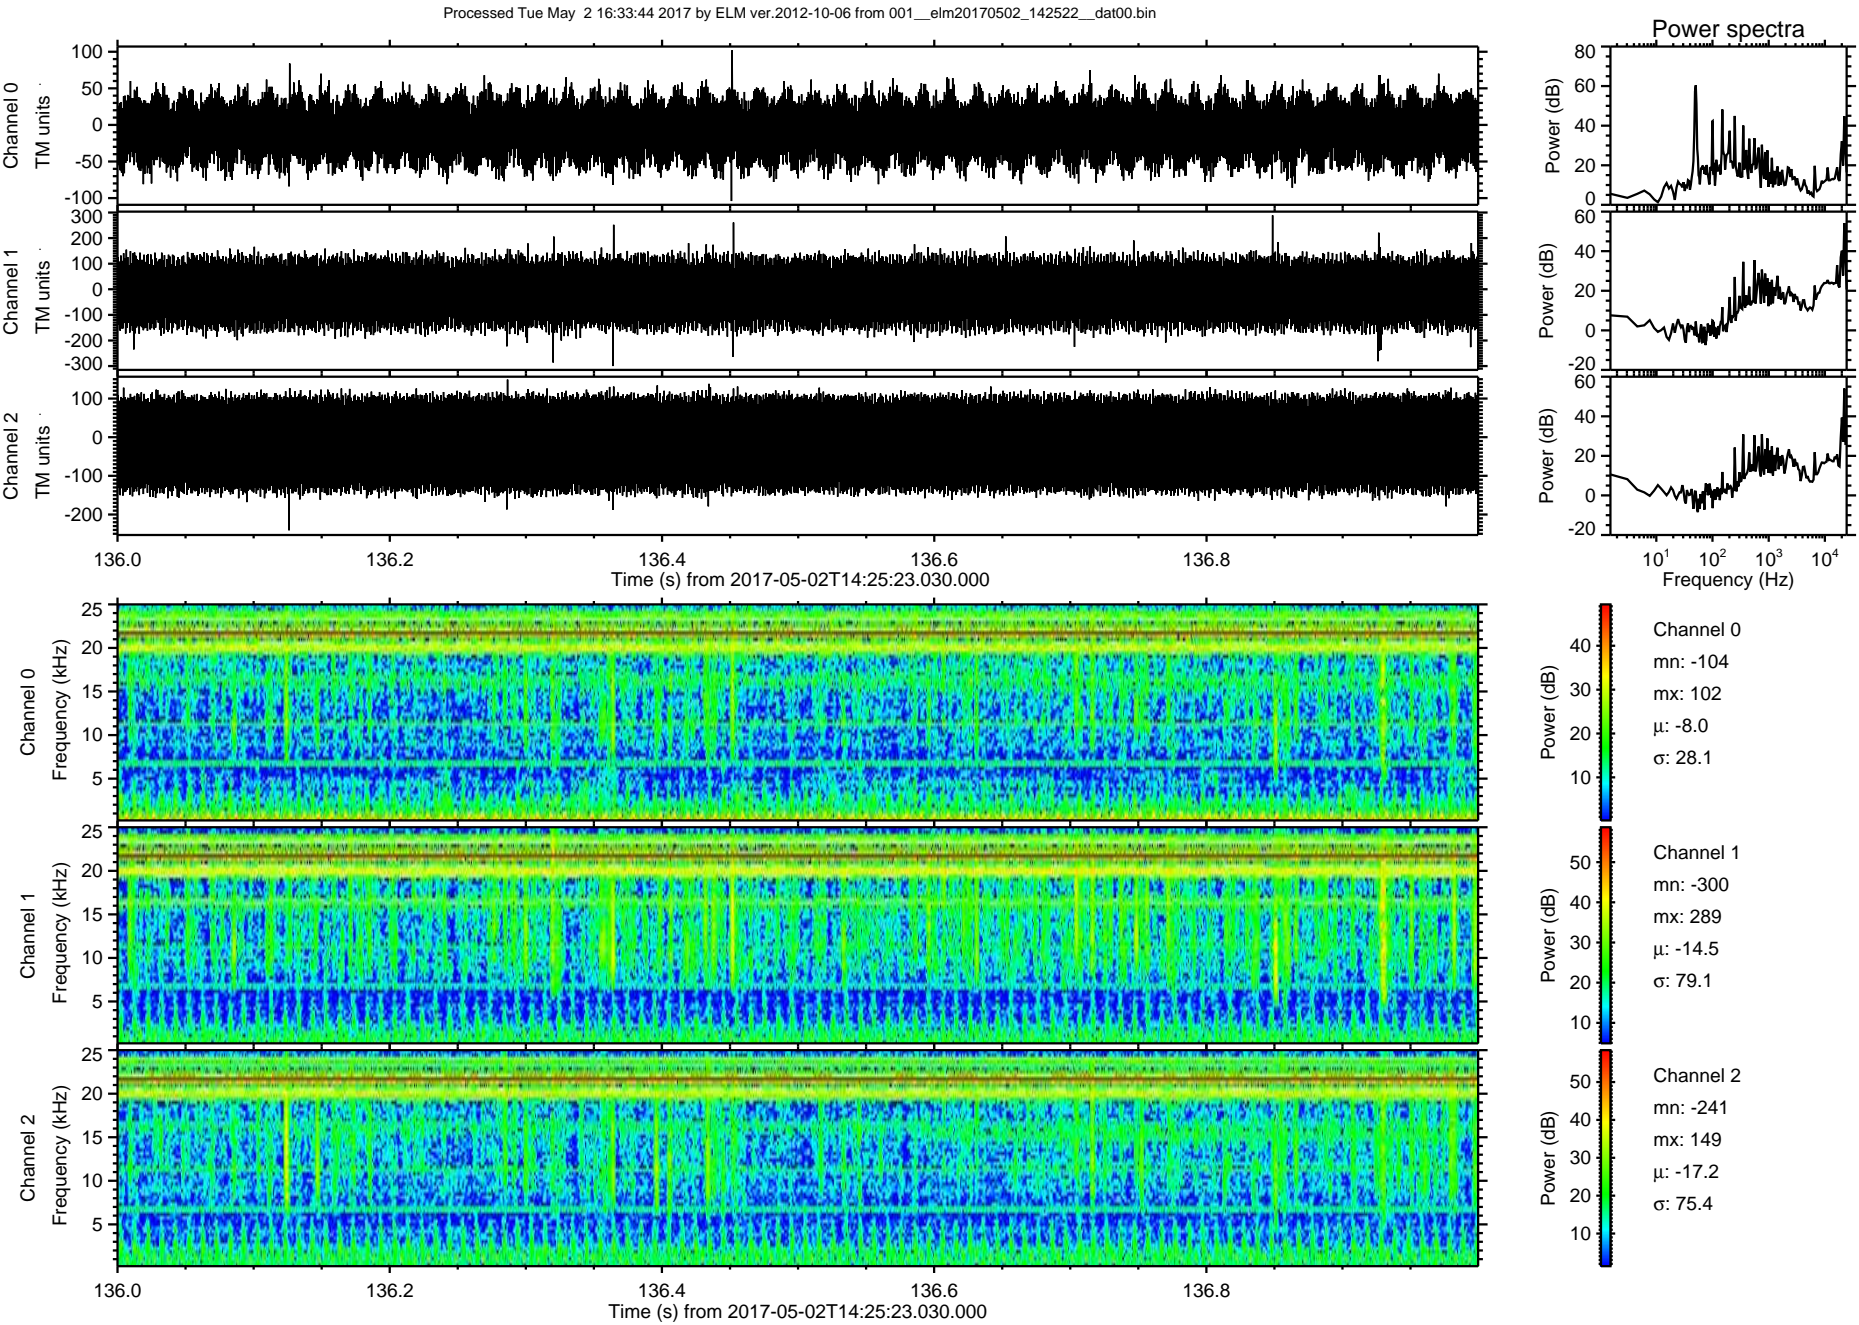 Processed Tue May  2 16:33:44 2017 by ELM ver.2012-10-06 from 001__elm20170502_142522__dat00.bin
Power spectra
Channel 0
TM units
100
50
0
-50
-100
Power (dB)
80
60
40
20
0
Channel 1
TM units
300
200
100
0
-100
-200
-300
Power (dB)
60
40
20
0
-20
Channel 2
TM units
100
0
-100
-200
Power (dB)
60
40
20
0
-20
136.0 136.2 136.4 136.6 136.8
Time (s) from 2017-05-02T14:25:23.030.000
10^1 10^2 10^3 10^4
Frequency (Hz)
Channel 0
Frequency (kHz)
25
20
15
10
5
Power (dB)
40
30
20
10
Channel 0
mn: -104
mx: 102
μ: -8.0
σ: 28.1
Channel 1
Frequency (kHz)
25
20
15
10
5
Power (dB)
50
40
30
20
10
Channel 1
mn: -300
mx: 289
μ: -14.5
σ: 79.1
Channel 2
Frequency (kHz)
25
20
15
10
5
Power (dB)
50
40
30
20
10
Channel 2
mn: -241
mx: 149
μ: -17.2
σ: 75.4
136.0 136.2 136.4 136.6 136.8
Time (s) from 2017-05-02T14:25:23.030.000